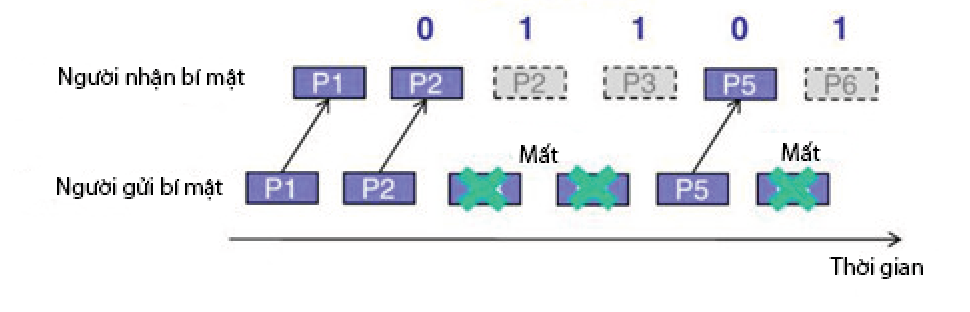 0 1 1 0 1
Người nhận bí mật P1 P2 P2 P3 P5 P6
Mất Mất
Người gửi bí mật P1 P2 P5
Thời gian